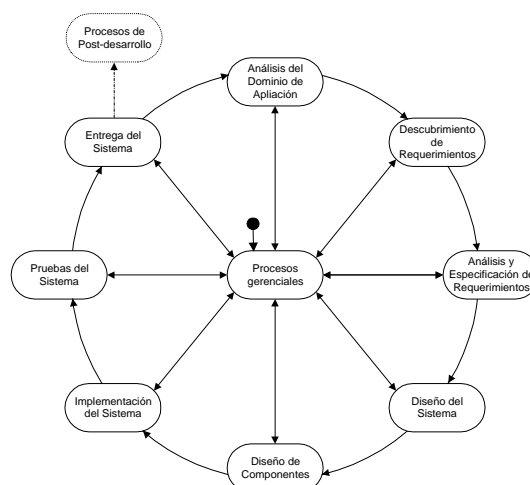 Procesos de
Post-desarrollo
Análisis del
Dominio de
Apliación
Entrega del
Sistema
Descubrimiento
de
Requerimientos
Pruebas del
Sistema
Procesos
gerenciales
Análisis y
Especificación de
Requerimientos
Implementación
del Sistema
Diseño del
Sistema
Diseño de
Componentes